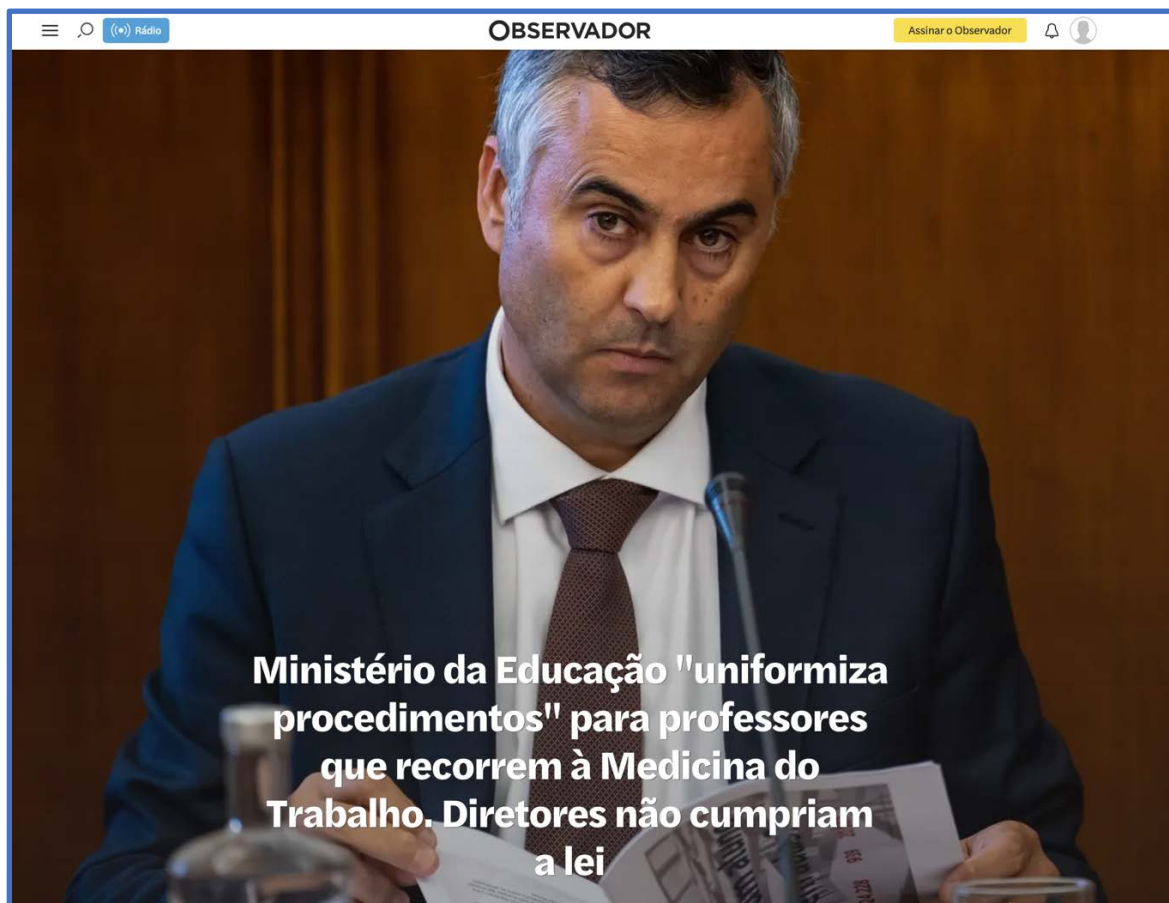 Rádio
OBSERVADOR
Assinar o Observador
Ministério da Educação "uniformiza
procedimentos" para professores
que recorrem à Medicina do
Trabalho. Diretores não cumpriam
a lei